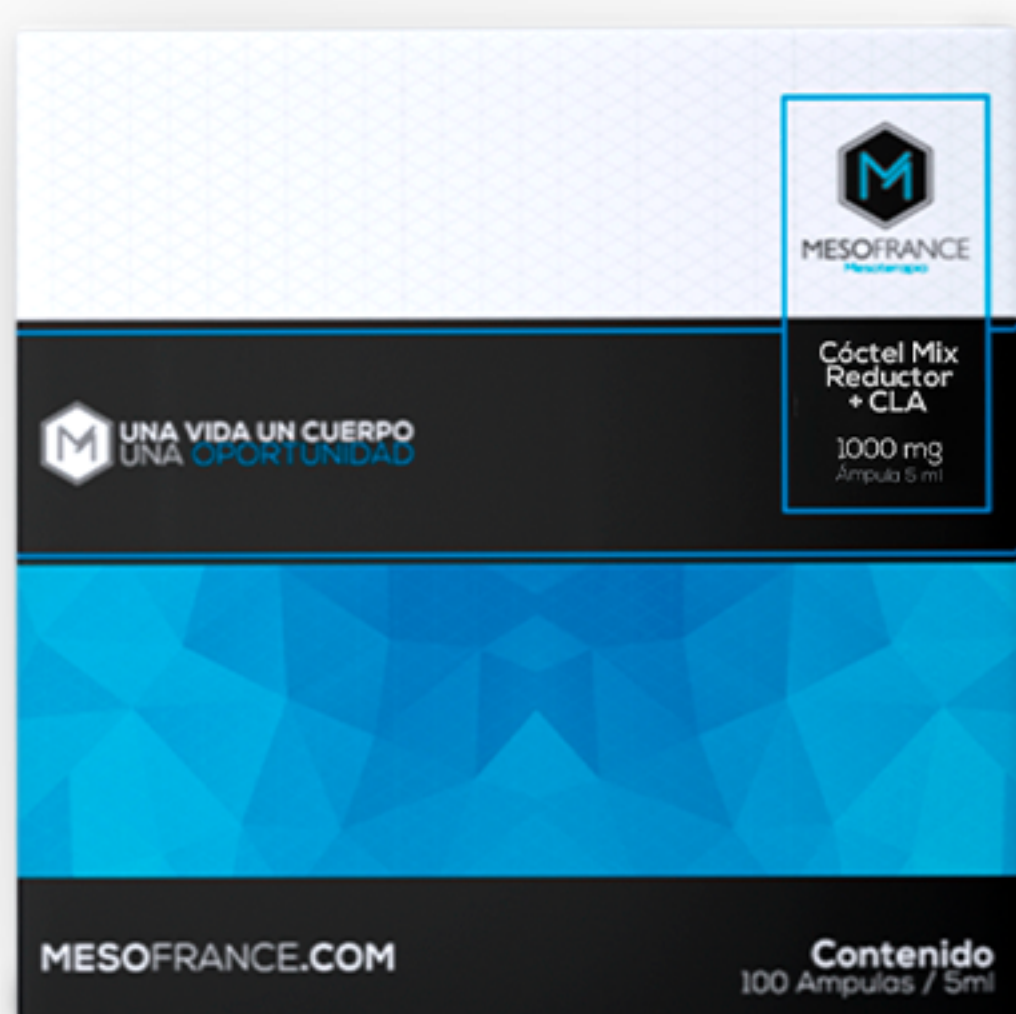 MESOFRANCE
Mesoterapia
Cóctel Mix
Reductor
+ CLA
1000 mg
Ámpula 5 ml
UNA VIDA UN CUERPO
UNA OPORTUNIDAD
MESOFRANCE.COM
Contenido
100 Ampulas / 5ml